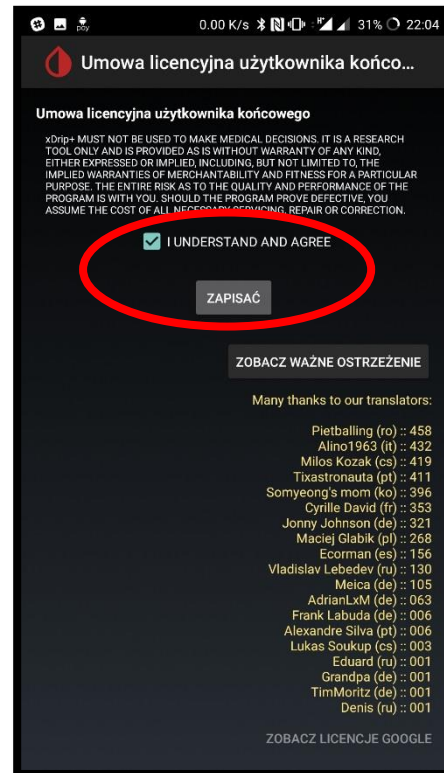 poy 0.00 K/s 31% 22:04
Umowa licencyjna użytkownika końco...
Umowa licencyjna użytkownika końcowego
xDrip+ MUST NOT BE USED TO MAKE MEDICAL DECISIONS. IT IS A RESEARCH
TOOL ONLY AND IS PROVIDED AS IS WITHOUT WARRANTY OF ANY KIND,
EITHER EXPRESSED OR IMPLIED, INCLUDING, BUT NOT LIMITED TO, THE
IMPLIED WARRANTIES OF MERCHANTABILITY AND FITNESS FOR A PARTICULAR
PURPOSE. THE ENTIRE RISK AS TO THE QUALITY AND PERFORMANCE OF THE
PROGRAM IS WITH YOU. SHOULD THE PROGRAM PROVE DEFECTIVE, YOU
ASSUME THE COST OF ALL NECESSARY SERVICING, REPAIR OR CORRECTION.
I UNDERSTAND AND AGREE
ZAPISAĆ
ZOBACZ WAŻNE OSTRZEŻENIE
Many thanks to our translators:
Pietballing (ro) :: 458
Alino1963 (it) :: 432
Milos Kozak (cs) :: 419
Tixastronauta (pt) :: 411
Somyeong's mom (ko) :: 396
Cyrille David (fr) :: 353
Jonny Johnson (de) :: 321
Maciej Glabik (pl) :: 268
Ecorman (es) :: 156
Vladislav Lebedev (ru) :: 130
Meica (de) :: 105
AdrianLxM (de) :: 063
Frank Labuda (de) :: 006
Alexandre Silva (pt) :: 006
Lukas Soukup (cs) :: 003
Eduard (ru) :: 001
Grandpa (de) :: 001
TimMoritz (de) :: 001
Denis (ru) :: 001
ZOBACZ LICENCJE GOOGLE